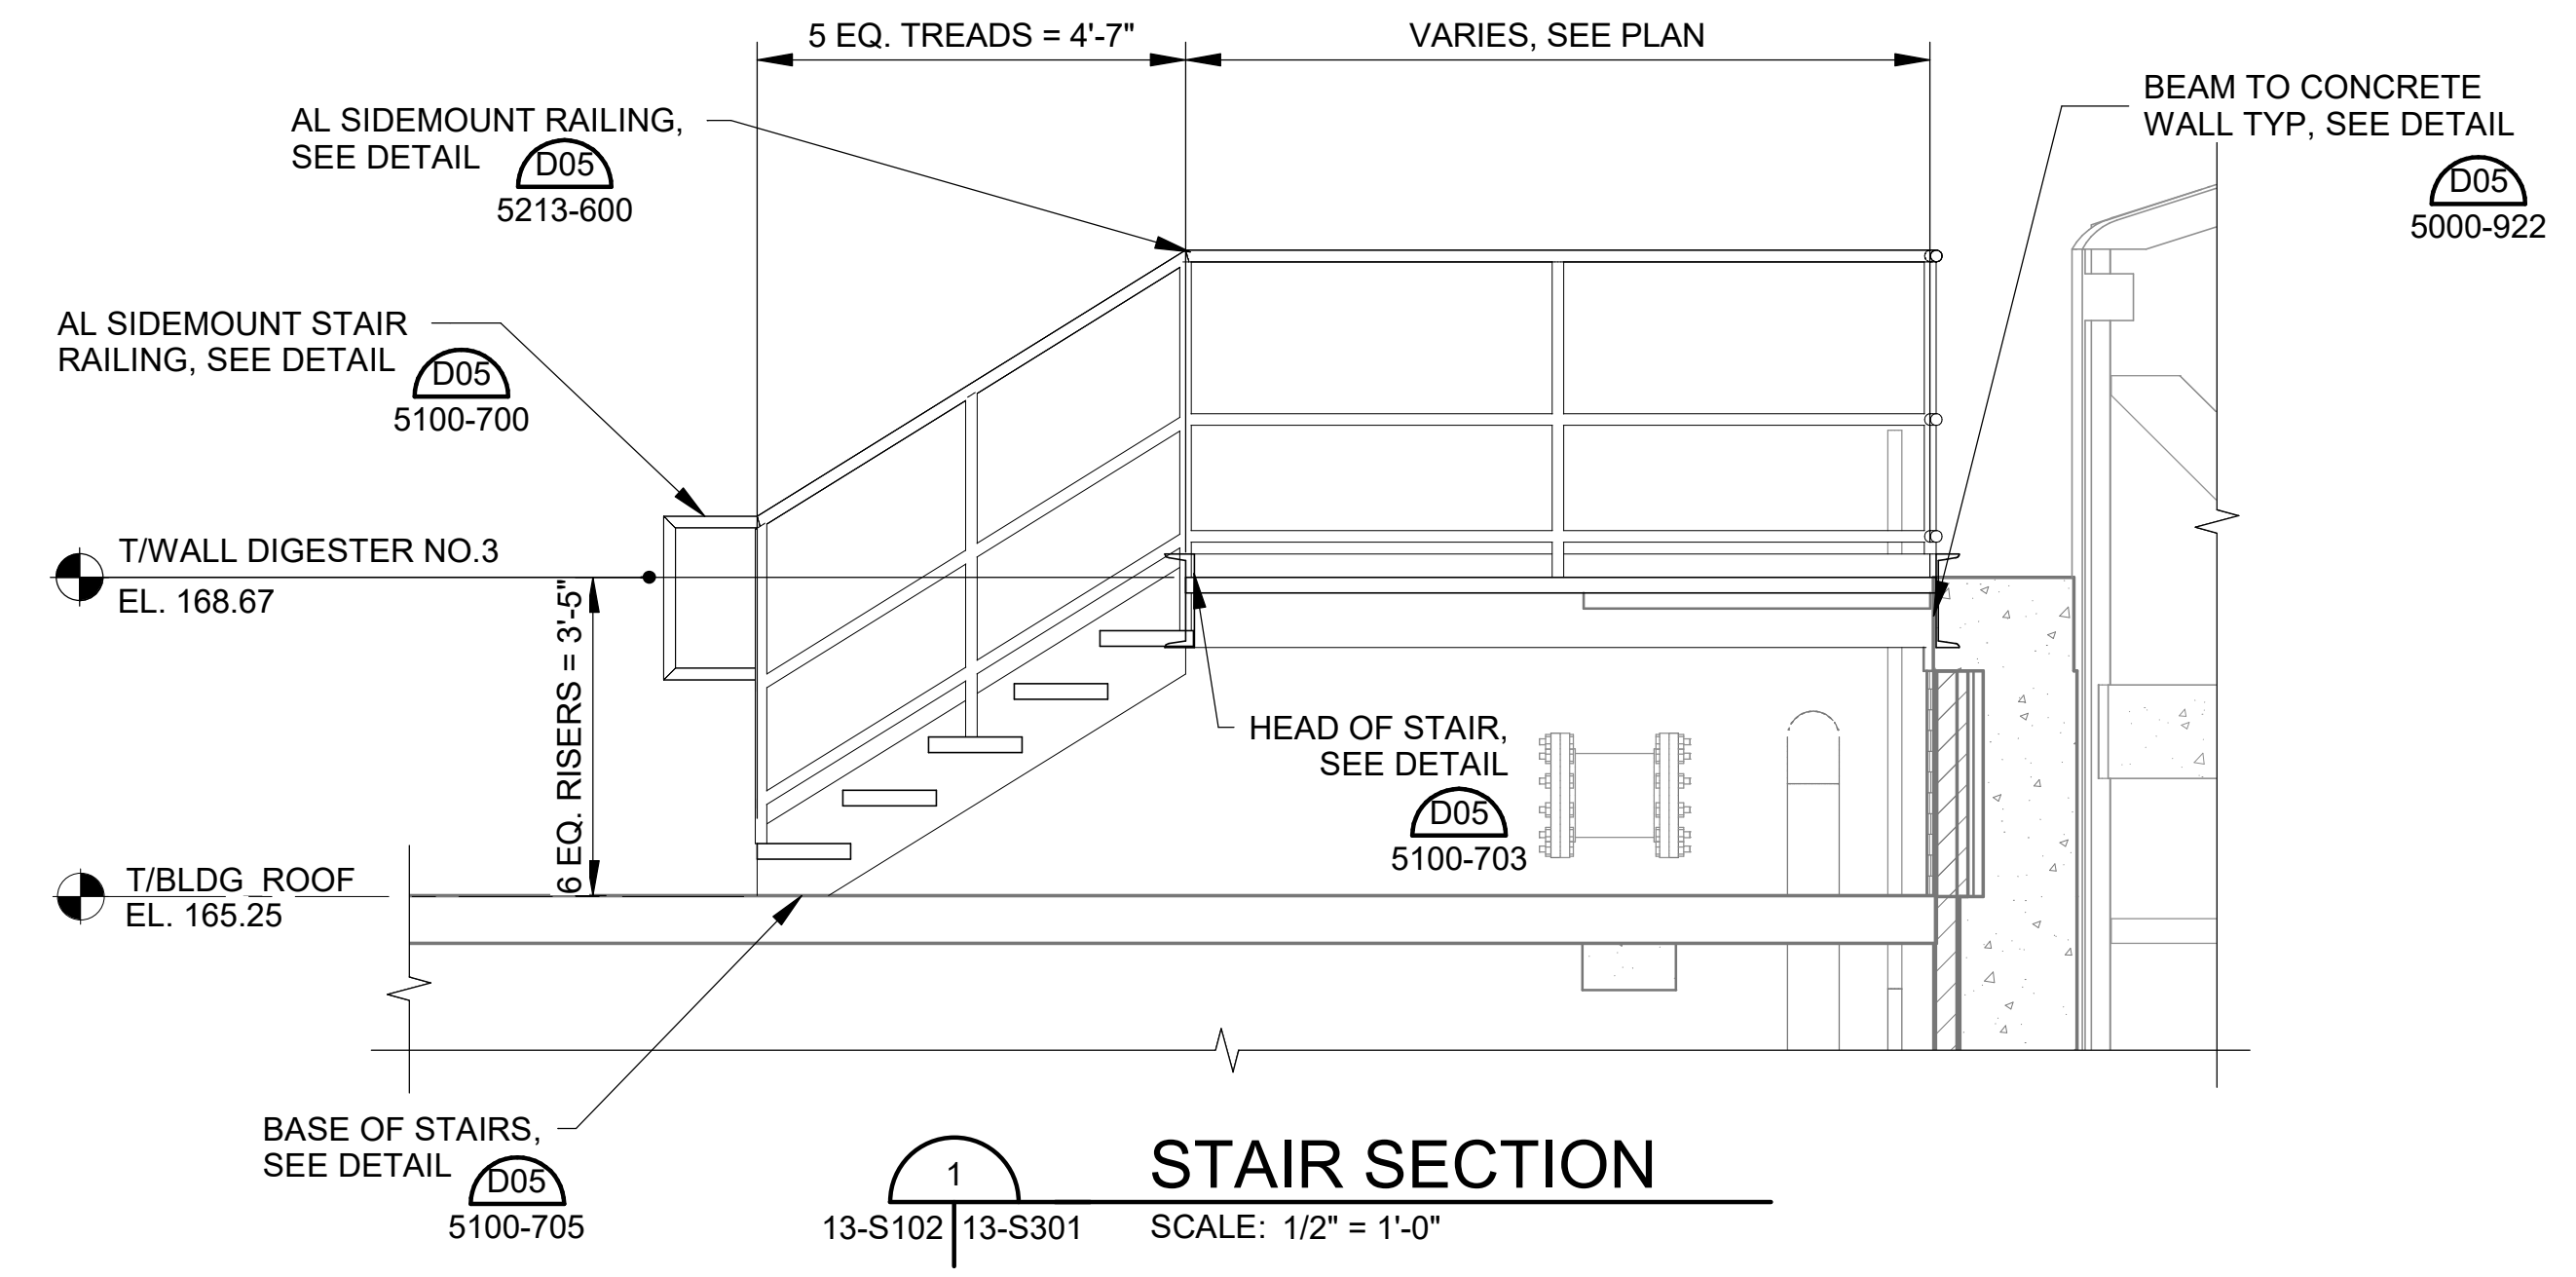 5 EQ. TREADS = 4'-7"
VARIES, SEE PLAN
BEAM TO CONCRETE
WALL TYP, SEE DETAIL
D05
5000-922
AL SIDEMOUNT RAILING,
SEE DETAIL
D05
5213-600
AL SIDEMOUNT STAIR
RAILING, SEE DETAIL
D05
5100-700
T/WALL DIGESTER NO.3
EL. 168.67
6 EQ. RISERS = 3'-5"
HEAD OF STAIR,
SEE DETAIL
D05
5100-703
T/BLDG ROOF
EL. 165.25
BASE OF STAIRS,
SEE DETAIL
D05
5100-705
1
13-S102 13-S301
STAIR SECTION
SCALE: 1/2" = 1'-0"